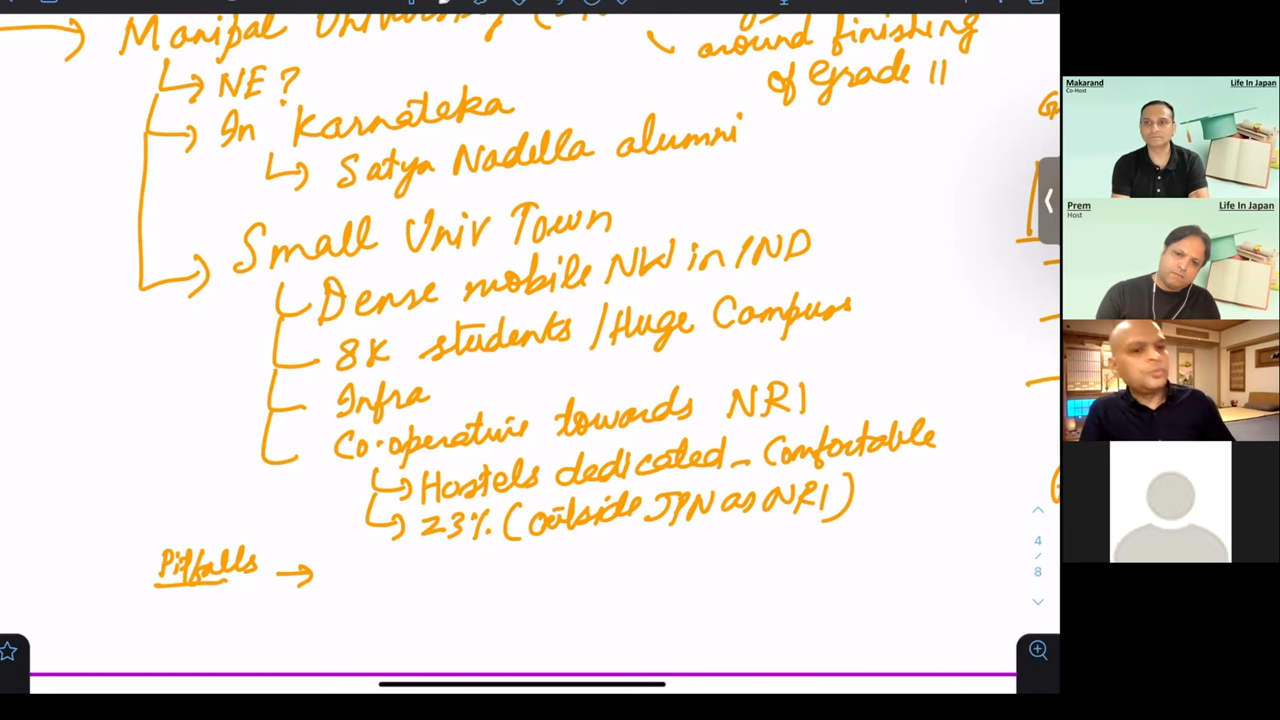 Manipal University (
around finishing
of Grade 11
NE?
In Karnateka
Satya Nadella alumni
Small Univ Town
Dense mobile NW in IND
8K students / Huge Campus
Infra
Co-operative towards NRI
Hostels dedicated - Comfortable
23% (outside JPN as NRI)
Pitfalls →
4
/
8
Makarand
Co-Host
Life In Japan
Prem
Host
Life In Japan